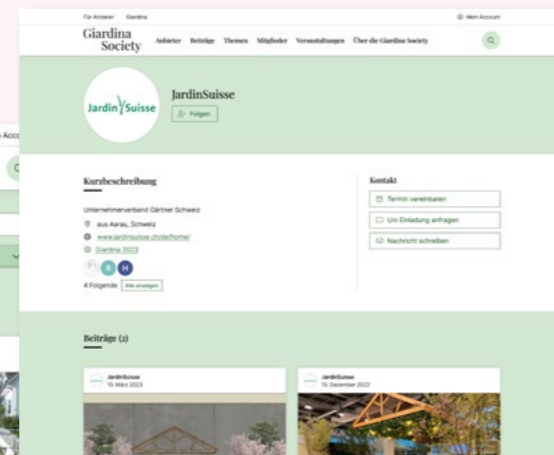 Für Anbieter Giardina
Mein Account
Giardina
Society
Anbieter Beiträge Themen Mitglieder Veranstaltungen Über die Giardina Society
JardinSuisse
Jardin Suisse
Folgen
Kurzbeschreibung
Kontakt
Unternehmerverband Gärtner Schweiz
aus Aarau, Schweiz
www.jardinsuisse.ch/de/home/
Giardina 2023
R H
4 Folgende Alle anzeigen
Termin vereinbaren
Um Einladung anfragen
Nachricht schreiben
Beiträge (2)
JardinSuisse
10. März 2023
JardinSuisse
15. Dezember 2022